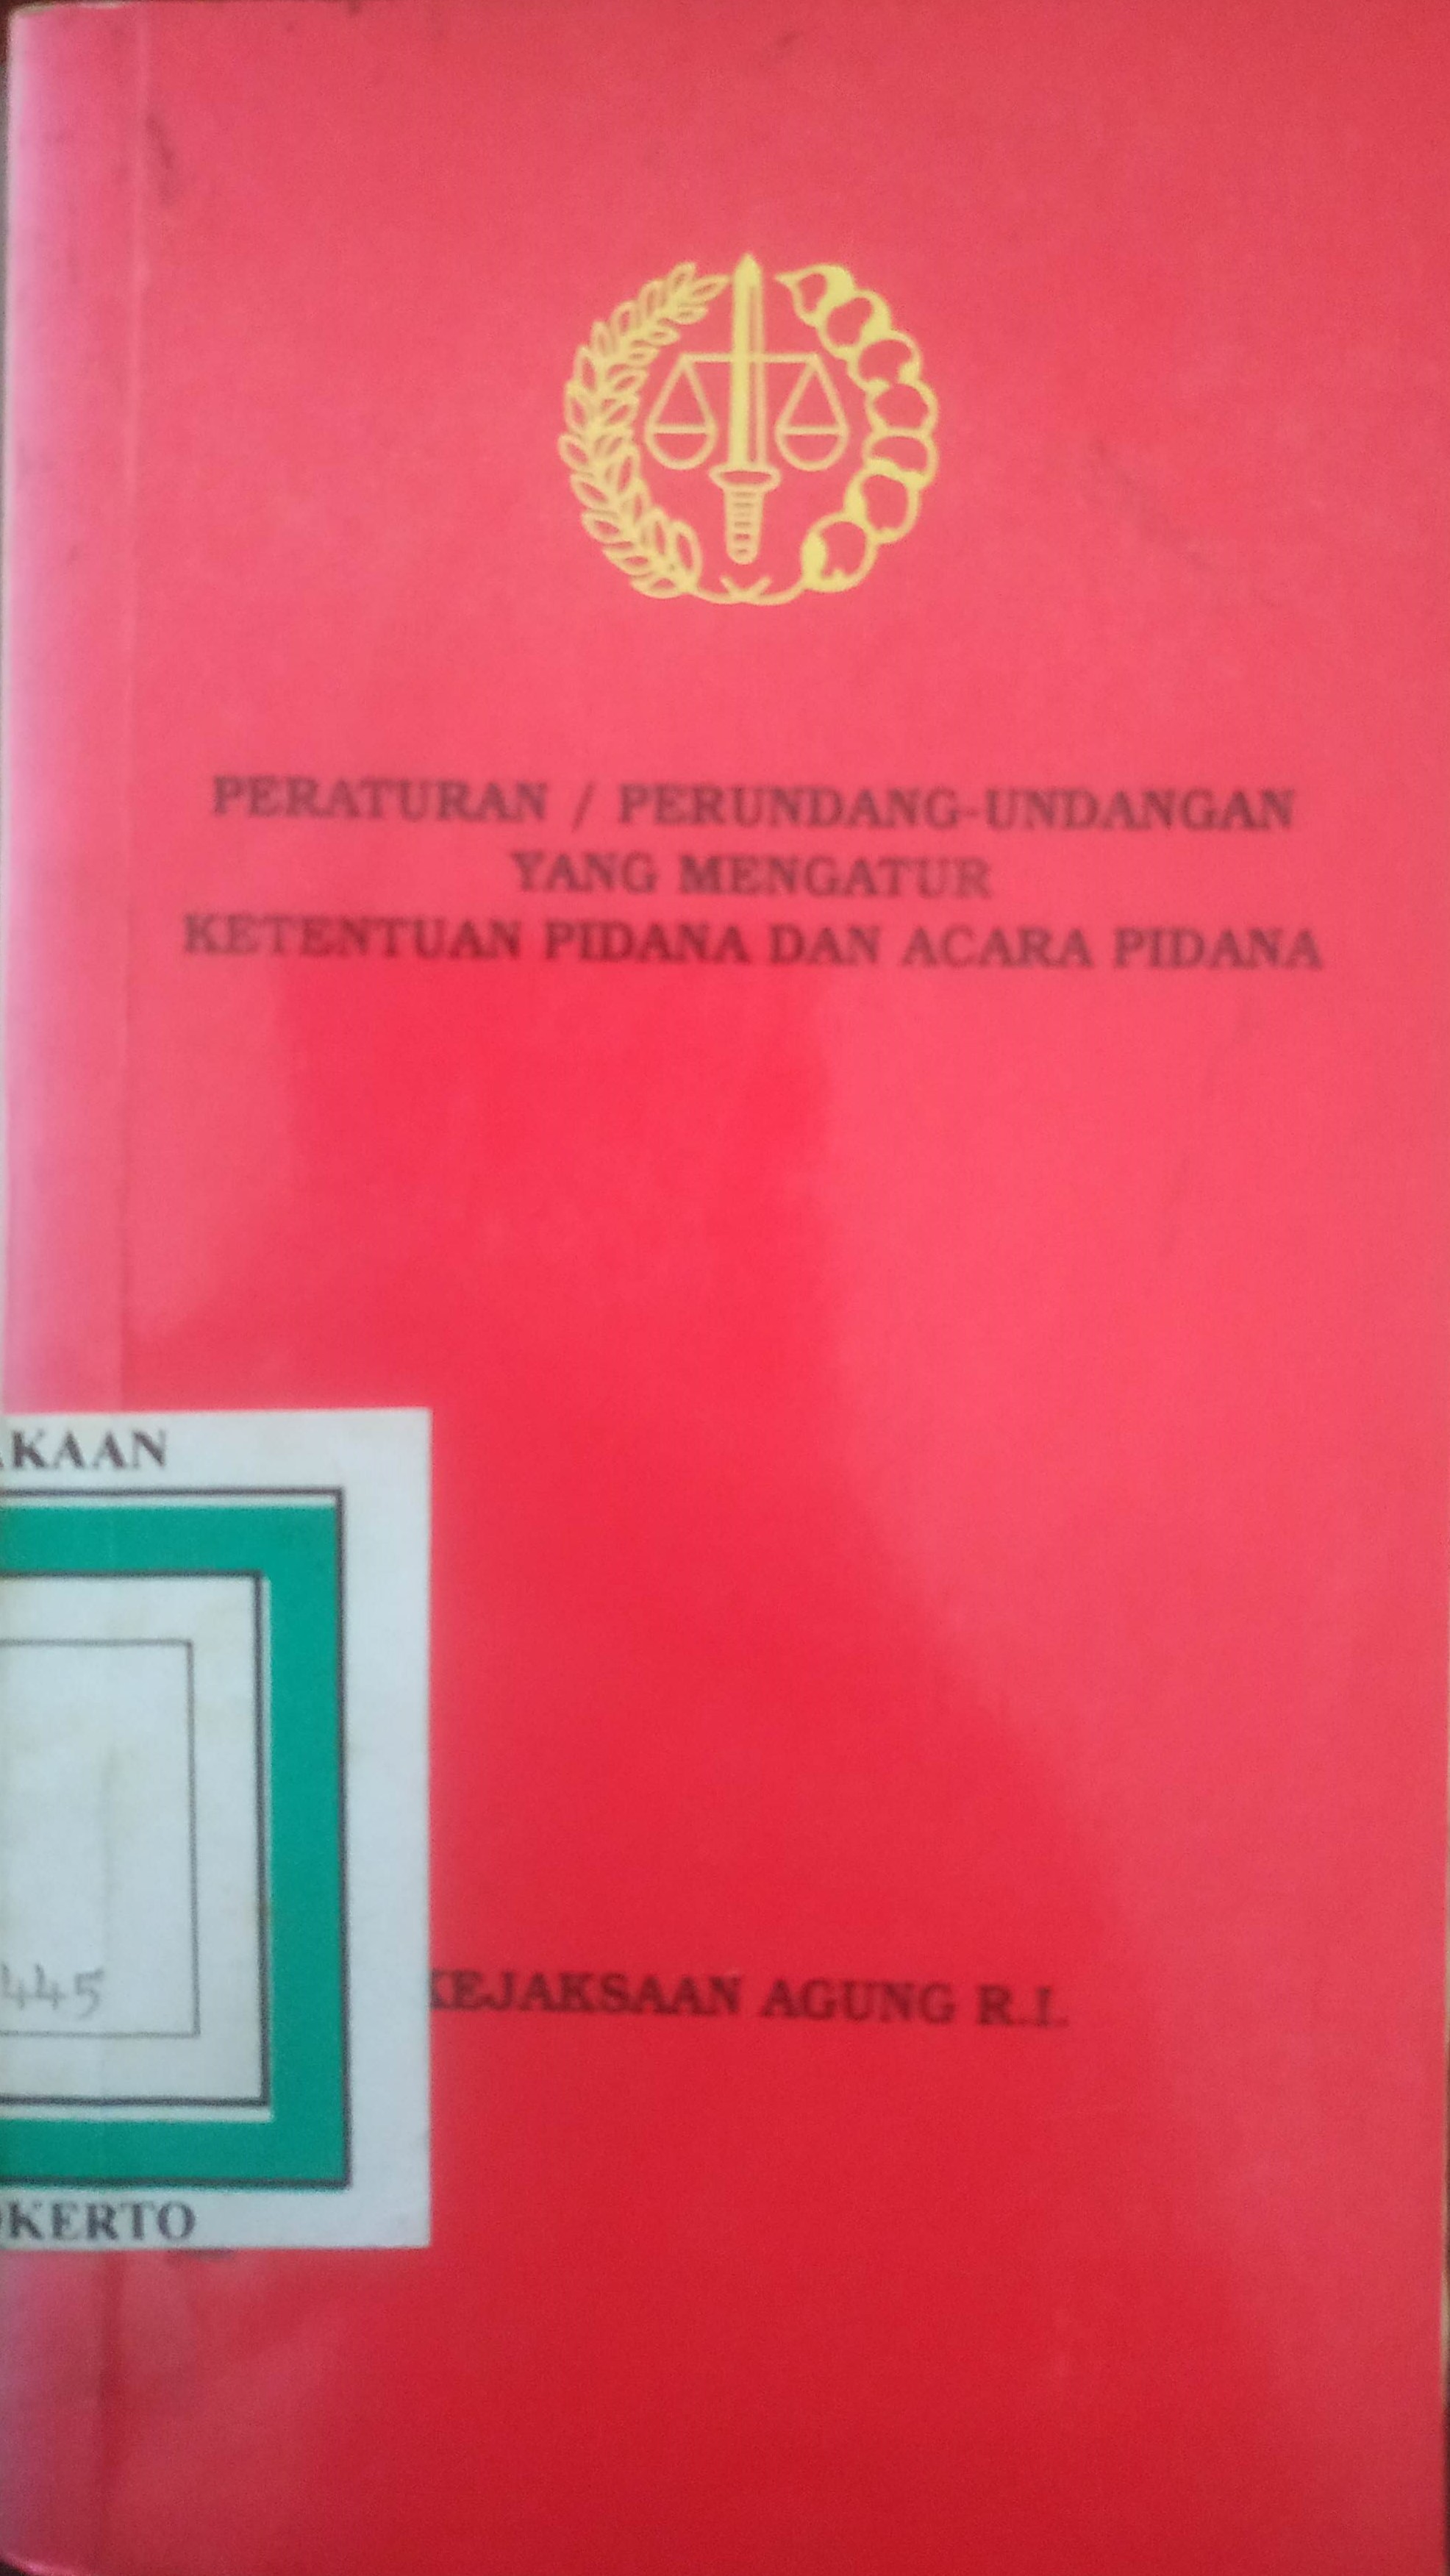 PERATURAN / PERUNDANG-UNDANGAN
YANG MENGATUR
KETENTUAN PIDANA DAN ACARA PIDANA
AKAAN
445
KEJAKSAAN AGUNG R.I.
OKERTO